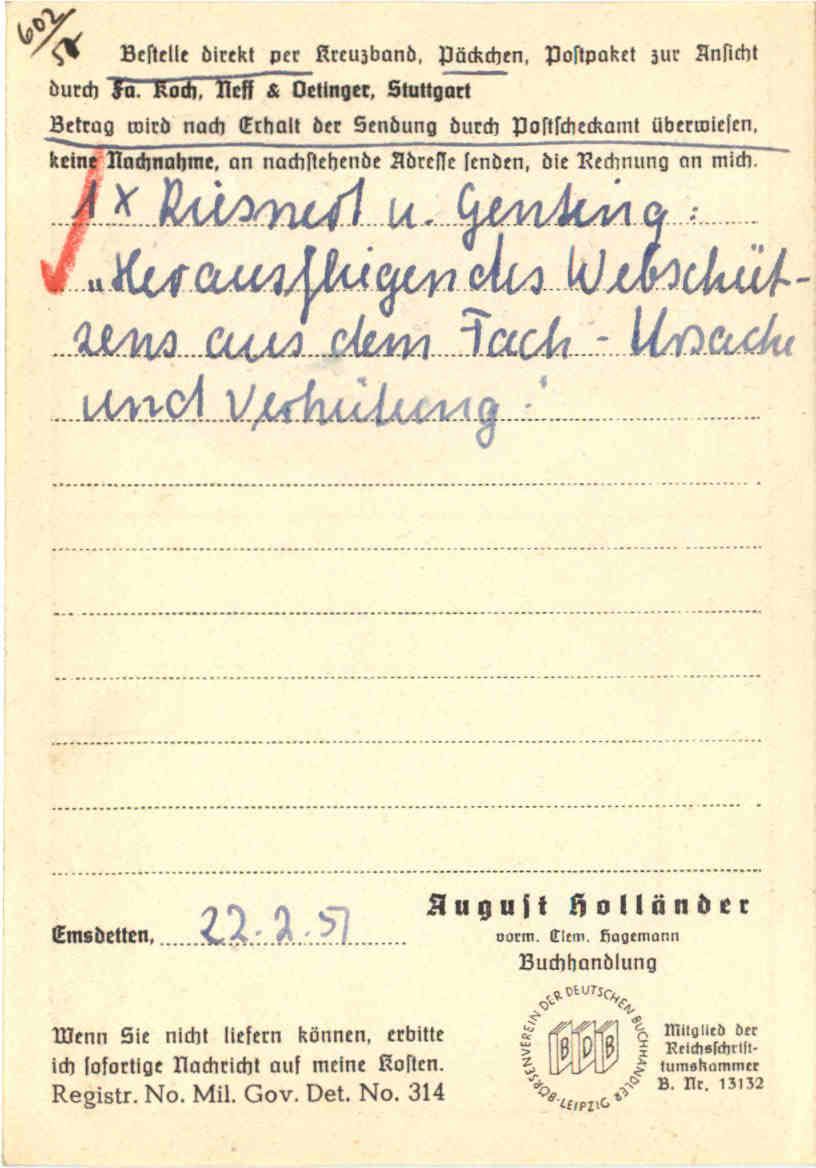 602/51
Bestelle direkt per Kreuzband, Päckchen, Postpaket zur Ansicht
durch Fa. Koch, Neff & Oetinger, Stuttgart
Betrag wird nach Erhalt der Sendung durch Postscheckamt überwiesen,
keine Nachnahme, an nachstehende Adresse senden, die Rechnung an mich.
1 X u.
„Herausfliegen des Webschüt-
zens aus dem Fach - Ursache
und Verhütung."
Emsdetten, 22.2.51
August Holländer
vorm. Clem. Hagemann
Buchhandlung
BÖRSENVEREIN DER DEUTSCHEN BUCHHÄNDLER LEIPZIG
BDB
Mitglied der
Reichsschrift-
tumskammer
B. Nr. 13132
Wenn Sie nicht liefern können, erbitte
ich sofortige Nachricht auf meine Kosten.
Registr. No. Mil. Gov. Det. No. 314